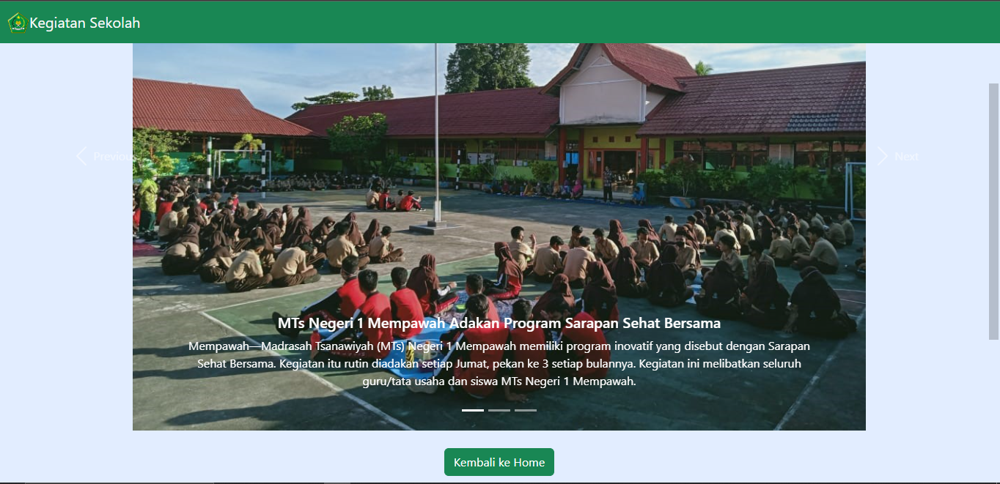 Kegiatan Sekolah
Previous
Next
MTs Negeri 1 Mempawah Adakan Program Sarapan Sehat Bersama
Mempawah—Madrasah Tsanawiyah (MTs) Negeri 1 Mempawah memiliki program inovatif yang disebut dengan Sarapan
Sehat Bersama. Kegiatan itu rutin diadakan setiap Jumat, pekan ke 3 setiap bulannya. Kegiatan ini melibatkan seluruh
guru/tata usaha dan siswa MTs Negeri 1 Mempawah.
Kembali ke Home